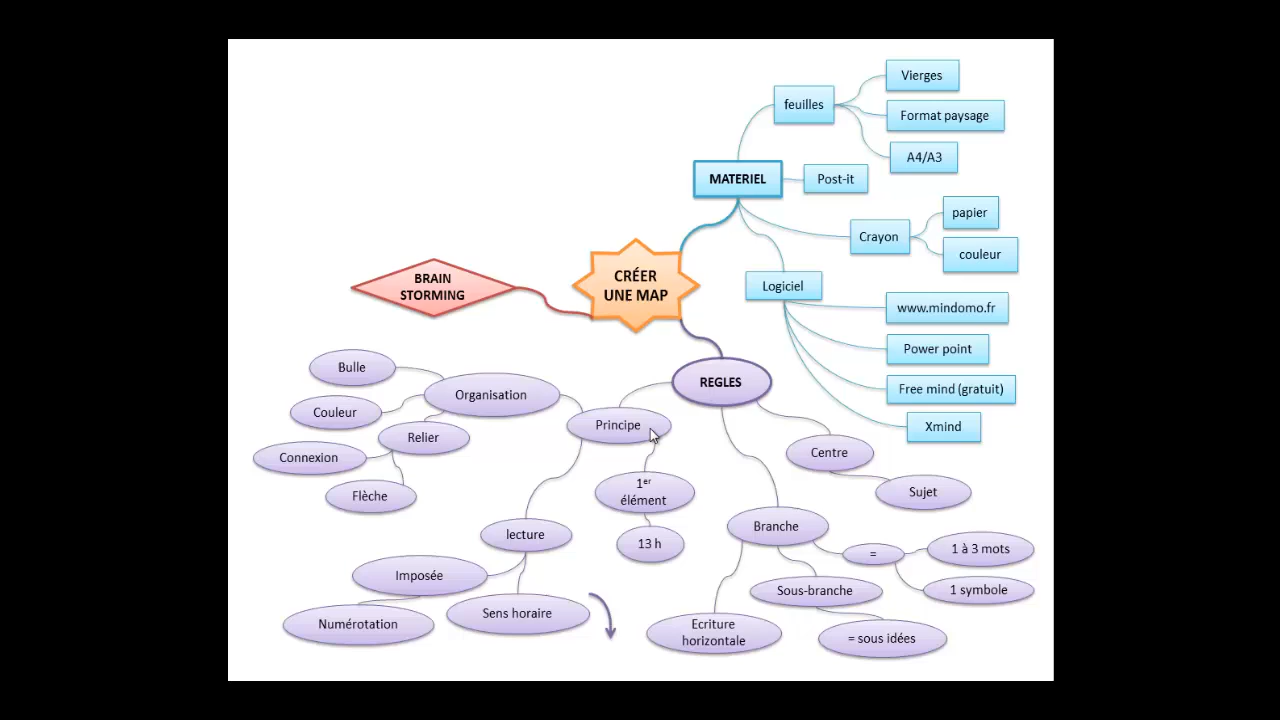 Vierges
feuilles
Format paysage
A4/A3
MATERIEL
Post-it
papier
Crayon
couleur
Logiciel
www.mindomo.fr
Power point
Free mind (gratuit)
Xmind
CRÉER
UNE MAP
BRAIN
STORMING
REGLES
Principe
Organisation
Bulle
Couleur
Relier
Connexion
Flèche
1er
élément
13 h
lecture
Imposée
Numérotation
Sens horaire
Centre
Sujet
Branche
=
1 à 3 mots
1 symbole
Sous-branche
= sous idées
Ecriture
horizontale